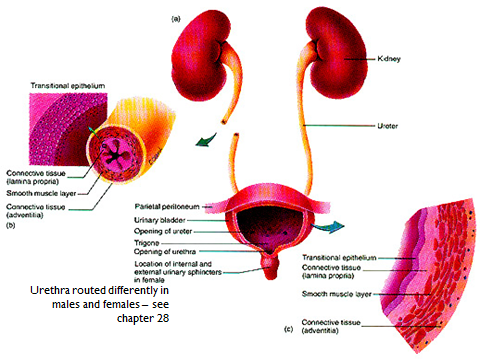 (a)
Kidney
Ureter
Transitional epithelium
Connective tissue
(lamina propria)
Smooth muscle layer
Connective tissue
(adventitia)
(b)
Parietal peritoneum
Urinary bladder
Opening of ureter
Trigone
Opening of urethra
Location of internal and
external urinary sphincters
in female
Urethra routed differently in
males and females – see
chapter 28
Transitional epithelium
Connective tissue
(lamina propria)
Smooth muscle layer
Connective tissue
(adventitia)
(c)